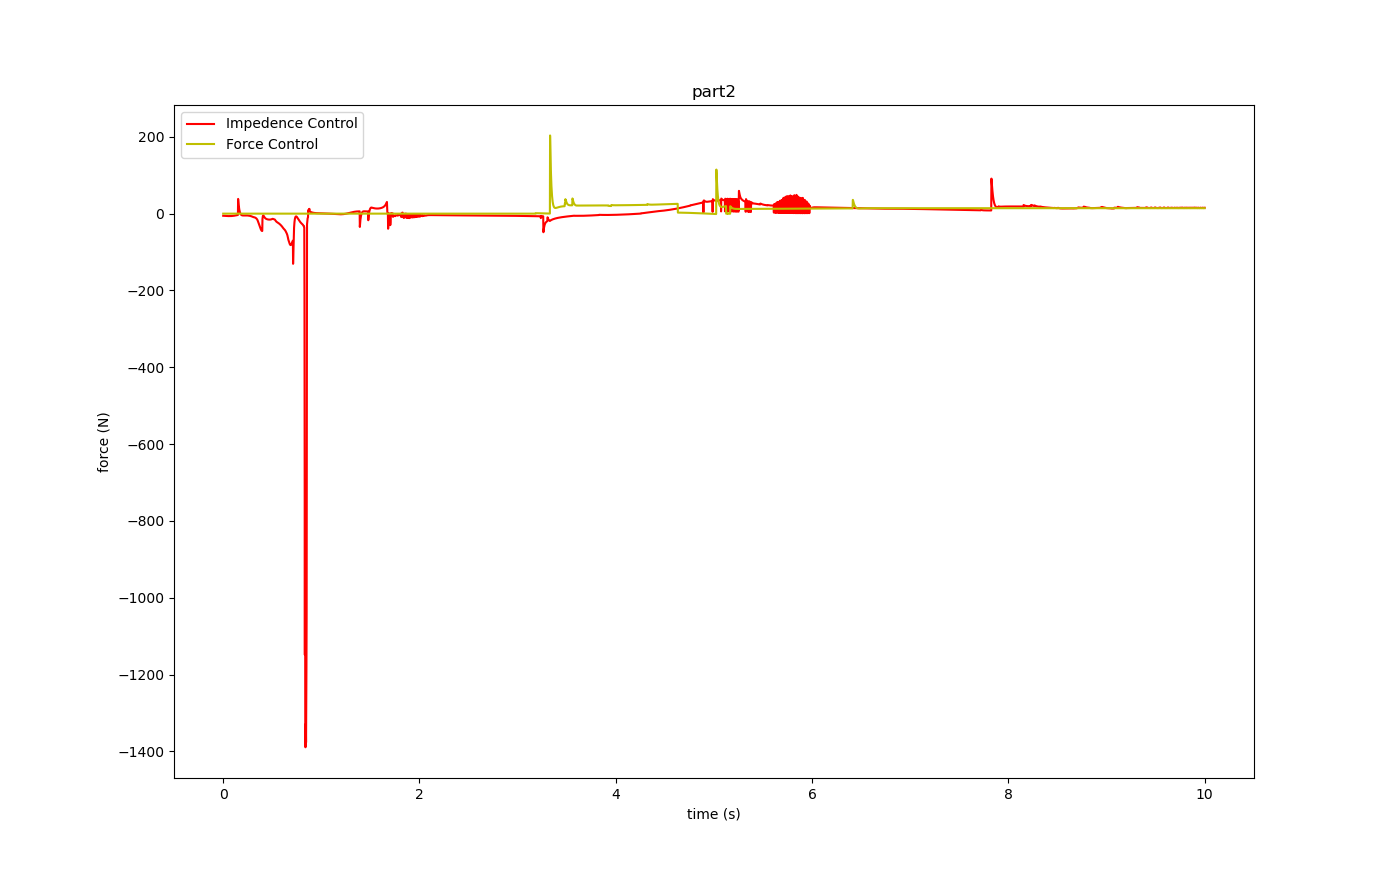 part2
Impedence Control
Force Control
200
0
−200
−400
−600
−800
−1000
−1200
−1400
force (N)
0 2 4 6 8 10
time (s)